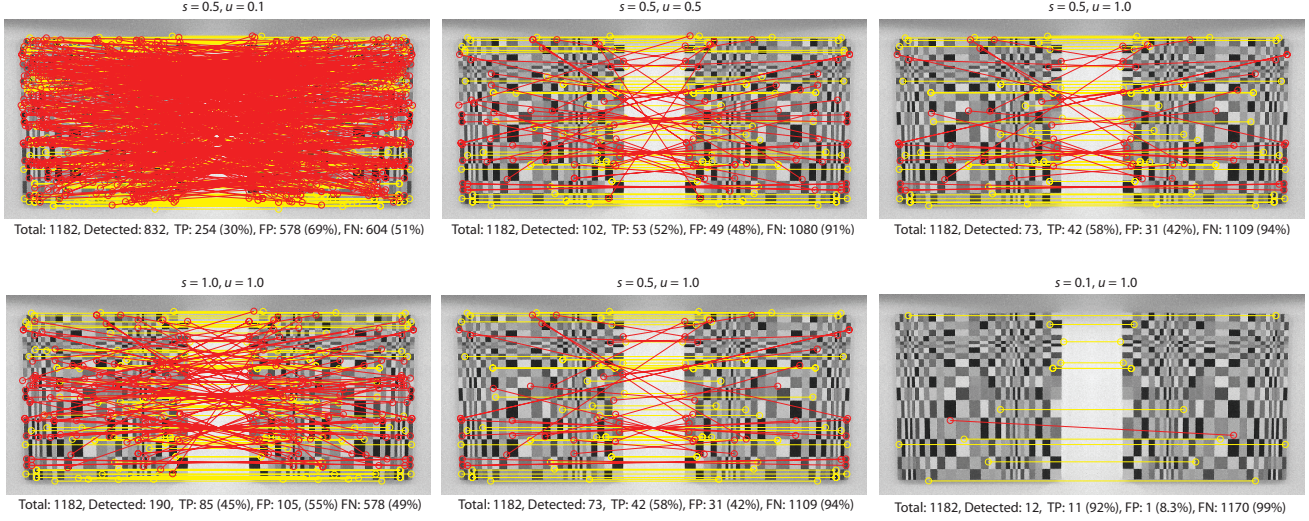 s = 0.5, u = 0.1
s = 0.5, u = 0.5
s = 0.5, u = 1.0
Total: 1182, Detected: 832, TP: 254 (30%), FP: 578 (69%), FN: 604 (51%)
Total: 1182, Detected: 102, TP: 53 (52%), FP: 49 (48%), FN: 1080 (91%)
Total: 1182, Detected: 73, TP: 42 (58%), FP: 31 (42%), FN: 1109 (94%)
s = 1.0, u = 1.0
s = 0.5, u = 1.0
s = 0.1, u = 1.0
Total: 1182, Detected: 190, TP: 85 (45%), FP: 105, (55%) FN: 578 (49%)
Total: 1182, Detected: 73, TP: 42 (58%), FP: 31 (42%), FN: 1109 (94%)
Total: 1182, Detected: 12, TP: 11 (92%), FP: 1 (8.3%), FN: 1170 (99%)